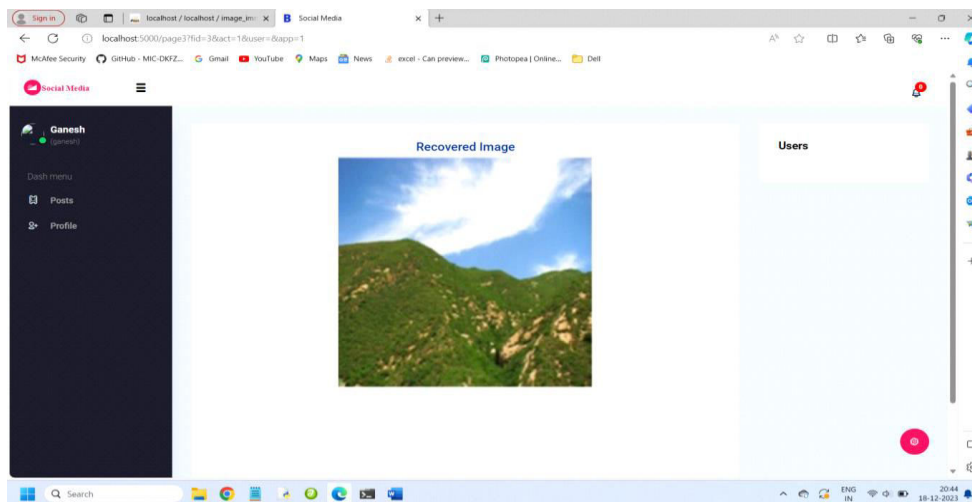 Sign in
localhost / localhost / image_im
Social Media
localhost:5000/page3?fid=3&act=1&user=&app=1
McAfee Security
GitHub - MIC-DKFZ...
Gmail
YouTube
Maps
News
excel - Can preview...
Photopea | Online...
Dell
Social Media
Ganesh
(ganesh)
Dash menu
Posts
Profile
Recovered Image
Users
Search
ENG
IN
20:44
18-12-2023